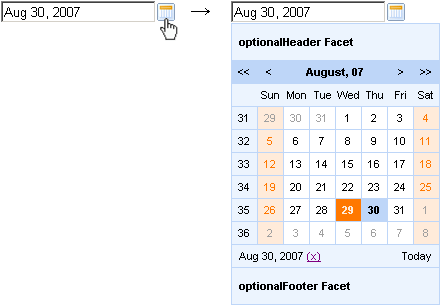 Aug 30, 2007 → Aug 30, 2007
optionalHeader Facet
<< < August, 07 > >>
Sun Mon Tue Wed Thu Fri Sat
31 29 30 31 1 2 3 4
32 5 6 7 8 9 10 11
33 12 13 14 15 16 17 18
34 19 20 21 22 23 24 25
35 26 27 28 29 30 31 1
36 2 3 4 5 6 7 8
Aug 30, 2007 (x) Today
optionalFooter Facet